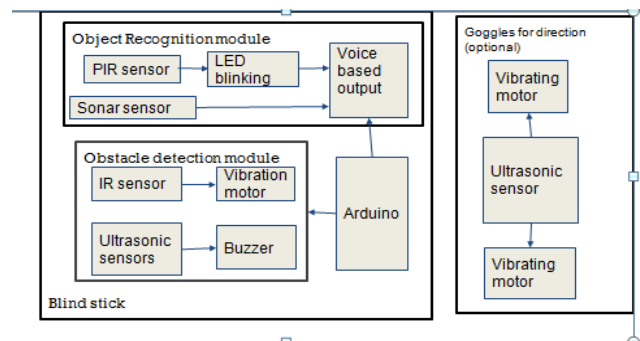 Object Recognition module
PIR sensor
LED
blinking
Voice
based
output
Sonar sensor
Obstacle detection module
IR sensor
Vibration
motor
Ultrasonic
sensors
Buzzer
Arduino
Blind stick
Goggles for direction
(optional)
Vibrating
motor
Ultrasonic
sensor
Vibrating
motor